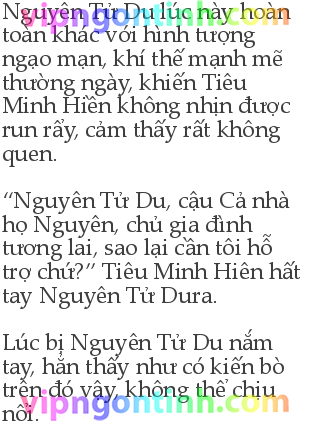 Nguyên Tử Du lúc này hoàn
toàn khác với hình tượng
ngạo mạn, khí thế mạnh mẽ
thường ngày, khiến Tiêu
Minh Hiền không nhịn được
run rẩy, cảm thấy rất không
quen.
“Nguyên Tử Du, cậu Cả nhà
họ Nguyên, chủ gia đình
tương lai, sao lại cần tôi hỗ
trợ chứ?” Tiêu Minh Hiên hất
tay Nguyên Tử Dura.
Lúc bị Nguyên Tử Du nắm
tay, hắn thấy như có kiến bò
trên đó vậy, không thể chịu
nổi.
vipngontinh.com
vipngontinh.com
vipngontinh.com